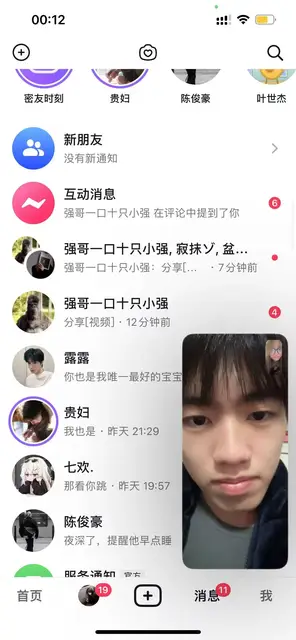 00:12
密友时刻
贵妇
陈俊豪
叶世杰
新朋友
没有新通知
互动消息
强哥一口十只小强 在评论中提到了你
6
强哥一口十只小强, 寂抹ソ, 盆...
强哥一口十只小强：分享[... · 7分钟前
强哥一口十只小强
分享[视频] · 12分钟前
4
露露
你也是我唯一最好的宝宝
贵妇
我也是 · 昨天 21:29
七欢.
那看你跳 · 昨天 19:57
陈俊豪
夜深了，提醒他早点睡
服务通知 官方
首页
19
消息
11
我